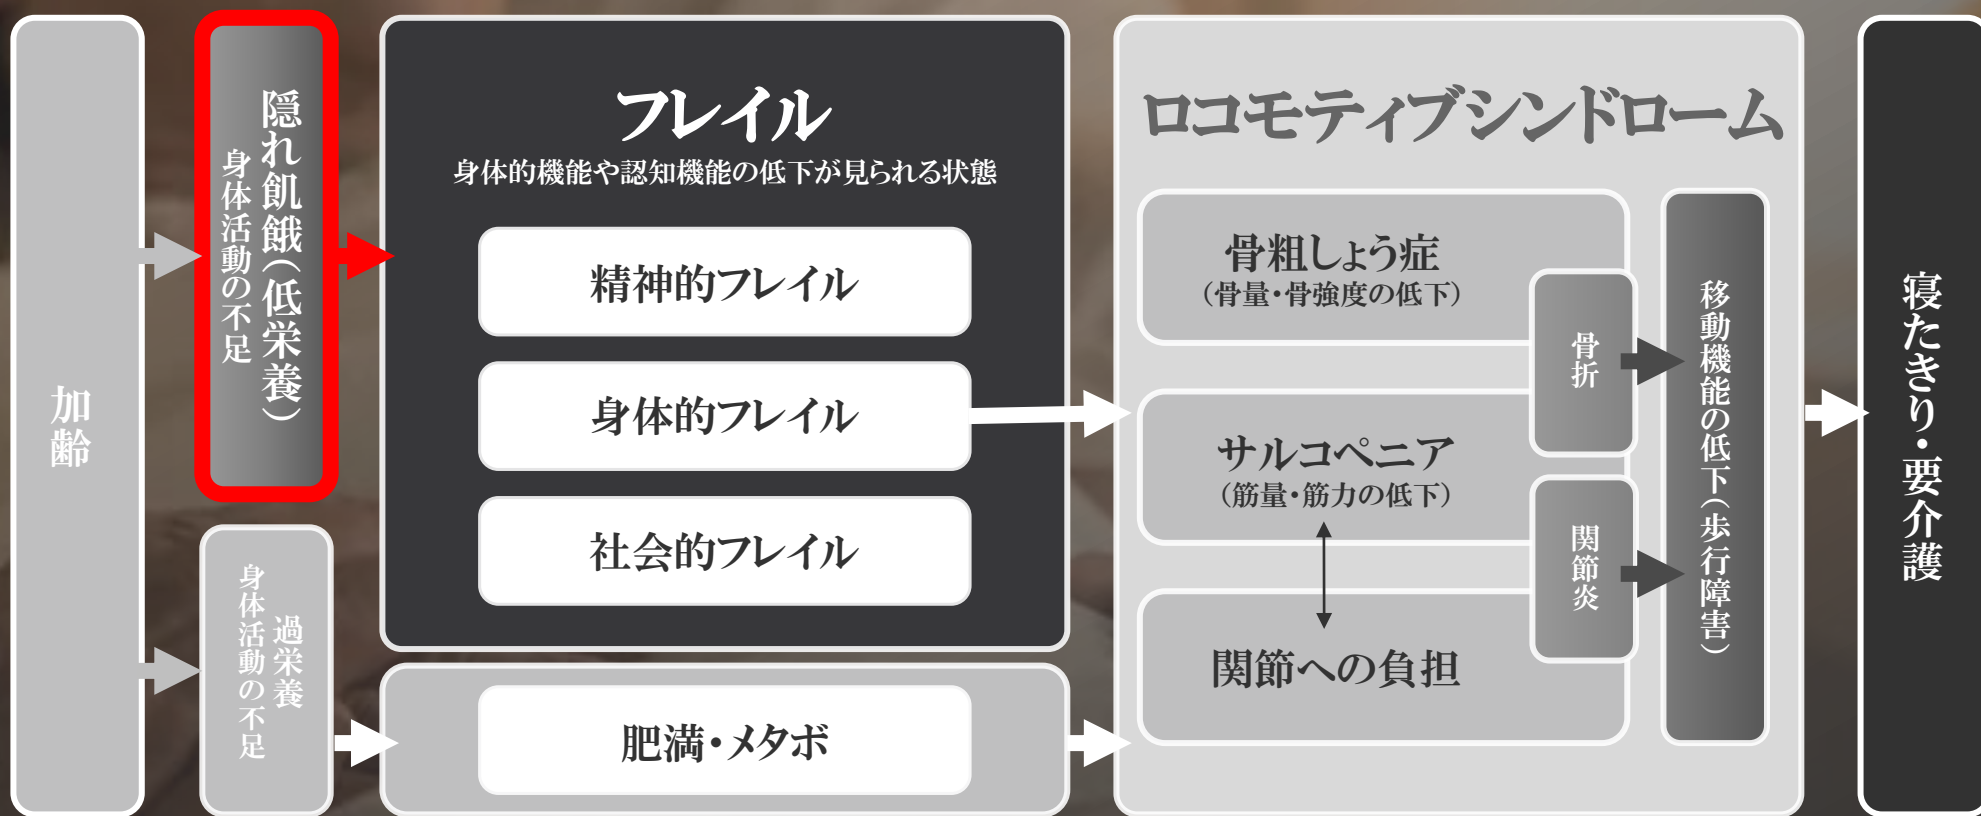 加齢
隠れ飢餓(低栄養)
身体活動の不足
過栄養
身体活動の不足
フレイル
身体的機能や認知機能の低下が見られる状態
精神的フレイル
身体的フレイル
社会的フレイル
肥満・メタボ
ロコモティブシンドローム
骨粗しょう症
(骨量・骨強度の低下)
サルコペニア
(筋量・筋力の低下)
関節への負担
骨折
関節炎
移動機能の低下(歩行障害)
寝たきり・要介護